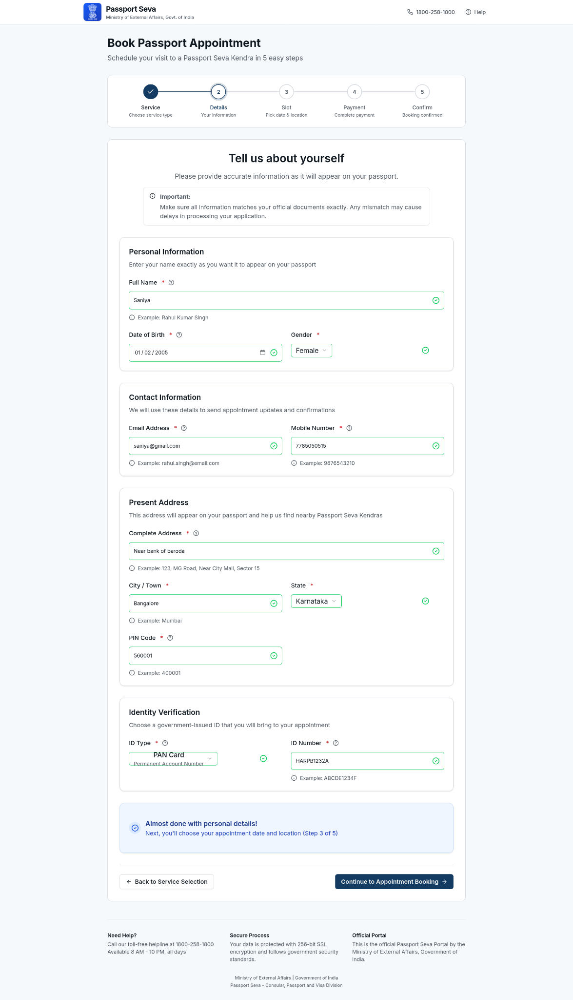 Passport Seva
Ministry of External Affairs, Govt. of India
1800-258-1800
Help
Book Passport Appointment
Schedule your visit to a Passport Seva Kendra in 5 easy steps
2
3
4
5
Service
Details
Slot
Payment
Confirm
Choose service type
Your information
Pick date & location
Complete payment
Booking confirmed
Tell us about yourself
Please provide accurate information as it will appear on your passport.
Important:
Make sure all information matches your official documents exactly. Any mismatch may cause
delays in processing your application.
Personal Information
Enter your name exactly as you want it to appear on your passport
Full Name *
Saniya
Example: Rahul Kumar Singh
Date of Birth *
Gender *
01 / 02 / 2005
Female
Contact Information
We will use these details to send appointment updates and confirmations
Email Address *
Mobile Number *
saniya@gmail.com
7785050515
Example: rahul.singh@email.com
Example: 9876543210
Present Address
This address will appear on your passport and help us find nearby Passport Seva Kendras
Complete Address *
Near bank of baroda
Example: 123, MG Road, Near City Mall, Sector 15
City / Town *
State *
Bangalore
Karnataka
Example: Mumbai
PIN Code *
560001
Example: 400001
Identity Verification
Choose a government-issued ID that you will bring to your appointment
ID Type *
ID Number *
PAN Card
Permanent Account Number
HARPB1232A
Example: ABCDE1234F
Almost done with personal details!
Next, you'll choose your appointment date and location (Step 3 of 5)
Back to Service Selection
Continue to Appointment Booking
Need Help?
Call our toll-free helpline at 1800-258-1800
Available 8 AM - 10 PM, all days
Secure Process
Your data is protected with 256-bit SSL
encryption and follows government security
standards.
Official Portal
This is the official Passport Seva Portal by the
Ministry of External Affairs, Government of
India.
Ministry of External Affairs | Government of India
Passport Seva - Consular, Passport and Visa Division